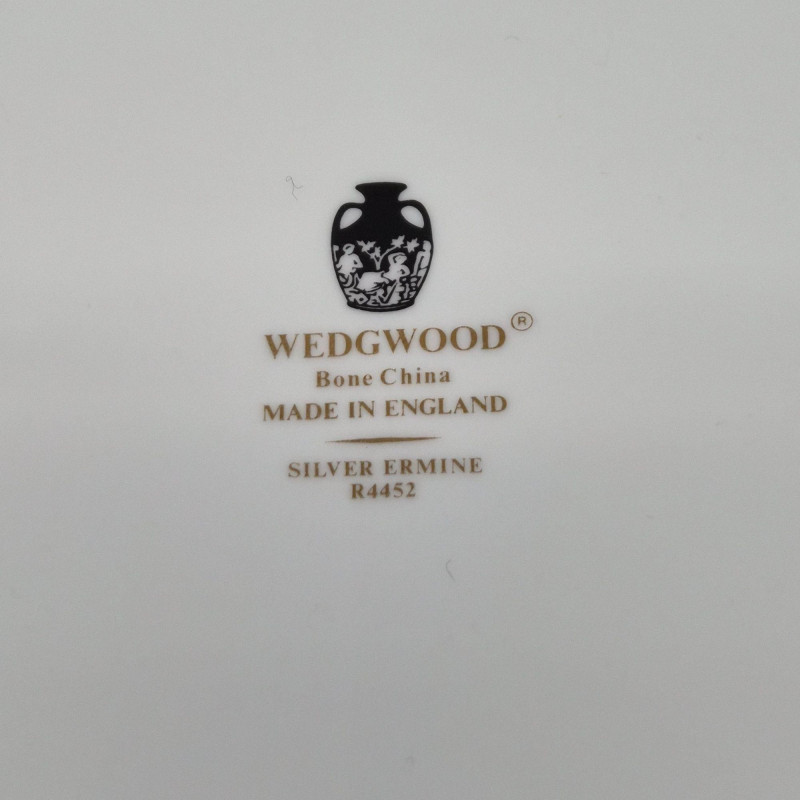 WEDGWOOD®
Bone China
MADE IN ENGLAND
SILVER ERMINE
R4452